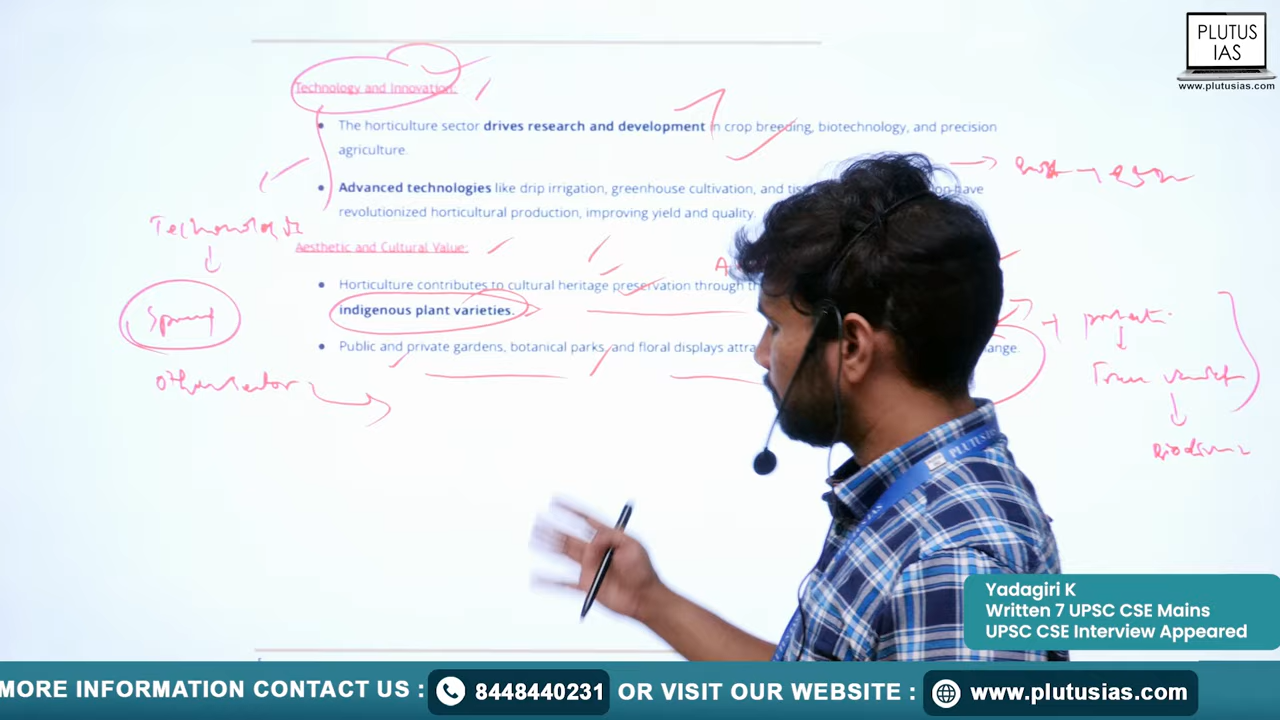 PLUTUS
IAS
www.plutusias.com
Technology and Innovation:
• The horticulture sector drives research and development in crop breeding, biotechnology, and precision
agriculture.
• Advanced technologies like drip irrigation, greenhouse cultivation, and have
revolutionized horticultural production, improving yield and quality.
Technology
Aesthetic and Cultural Value:
• Horticulture contributes to cultural heritage preservation through
indigenous plant varieties.
• Public and private gardens, botanical parks, and floral displays
Other sector
Yadagiri K
Written 7 UPSC CSE Mains
UPSC CSE Interview Appeared
MORE INFORMATION CONTACT US : 8448440231 OR VISIT OUR WEBSITE : www.plutusias.com